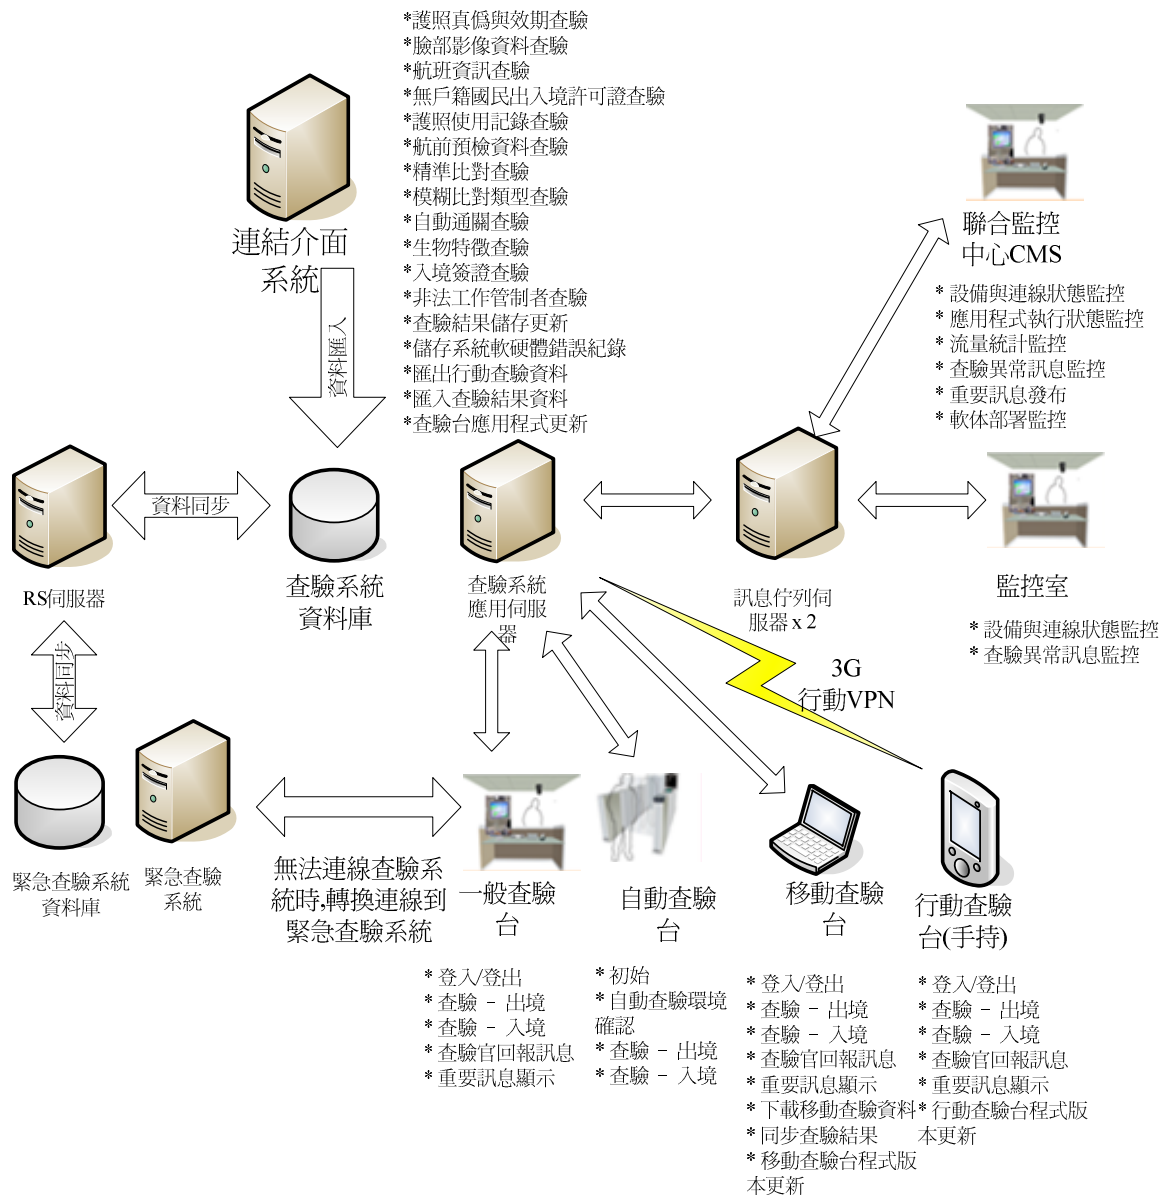 *護照真僞與效期查驗
*臉部影像資料查驗
*航班資訊查驗
*無戶籍國民出入境許可證查驗
*護照使用記錄查驗
*航前預檢資料查驗
*精準比對查驗
*模糊比對類型查驗
*自動通關查驗
*生物特徵查驗
*入境簽證查驗
*非法工作管制者查驗
*查驗結果儲存更新
*儲存系統軟硬體錯誤紀錄
*匯出行動查驗資料
*匯入查驗結果資料
*查驗台應用程式更新
連結介面
系統
資料匯入
聯合監控
中心CMS
* 設備與連線狀態監控
* 應用程式執行狀態監控
* 流量統計監控
* 查驗異常訊息監控
* 重要訊息發布
* 軟体部署監控
資料同步
RS伺服器
查驗系統
資料庫
查驗系統
應用伺服
器
訊息佇列伺
服器 x 2
監控室
* 設備與連線狀態監控
* 查驗異常訊息監控
資料同步
3G
行動VPN
緊急查驗系統
資料庫
緊急查驗
系統
無法連線查驗系
統時,轉換連線到
緊急查驗系統
一般查驗
台
* 登入/登出
* 查驗 － 出境
* 查驗 － 入境
* 查驗官回報訊息
* 重要訊息顯示
自動查驗
台
* 初始
* 自動查驗環境
確認
* 查驗 － 出境
* 查驗 － 入境
移動查驗
台
* 登入/登出
* 查驗 － 出境
* 查驗 － 入境
* 查驗官回報訊息
* 重要訊息顯示
* 下載移動查驗資料
* 同步查驗結果
* 移動查驗台程式版
本更新
行動查驗
台(手持)
* 登入/登出
* 查驗 － 出境
* 查驗 － 入境
* 查驗官回報訊息
* 重要訊息顯示
* 行動查驗台程式版
本更新